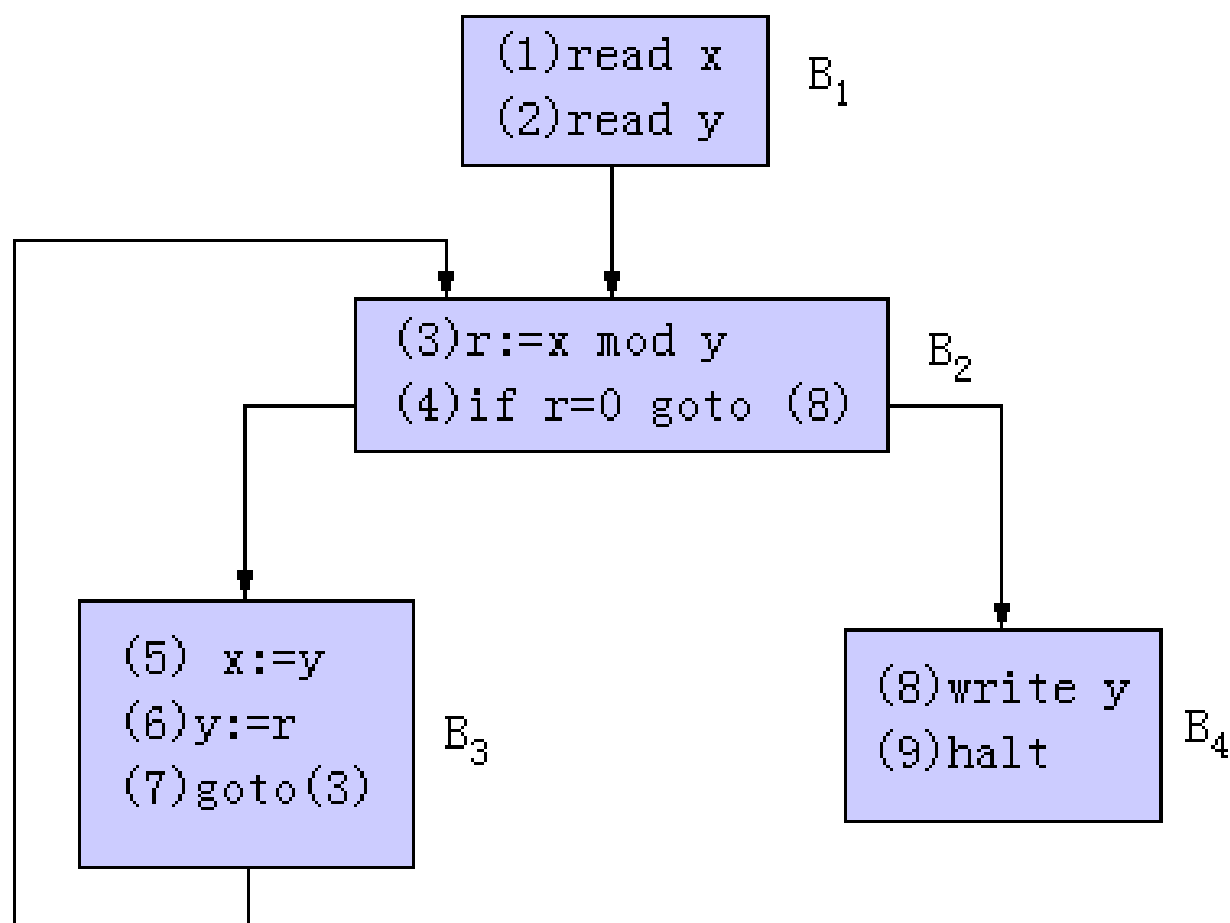 (1)read x
(2)read y
B1
(3)r:=x mod y
(4)if r=0 goto (8)
B2
(5) x:=y
(6)y:=r
(7)goto(3)
B3
(8)write y
(9)halt
B4